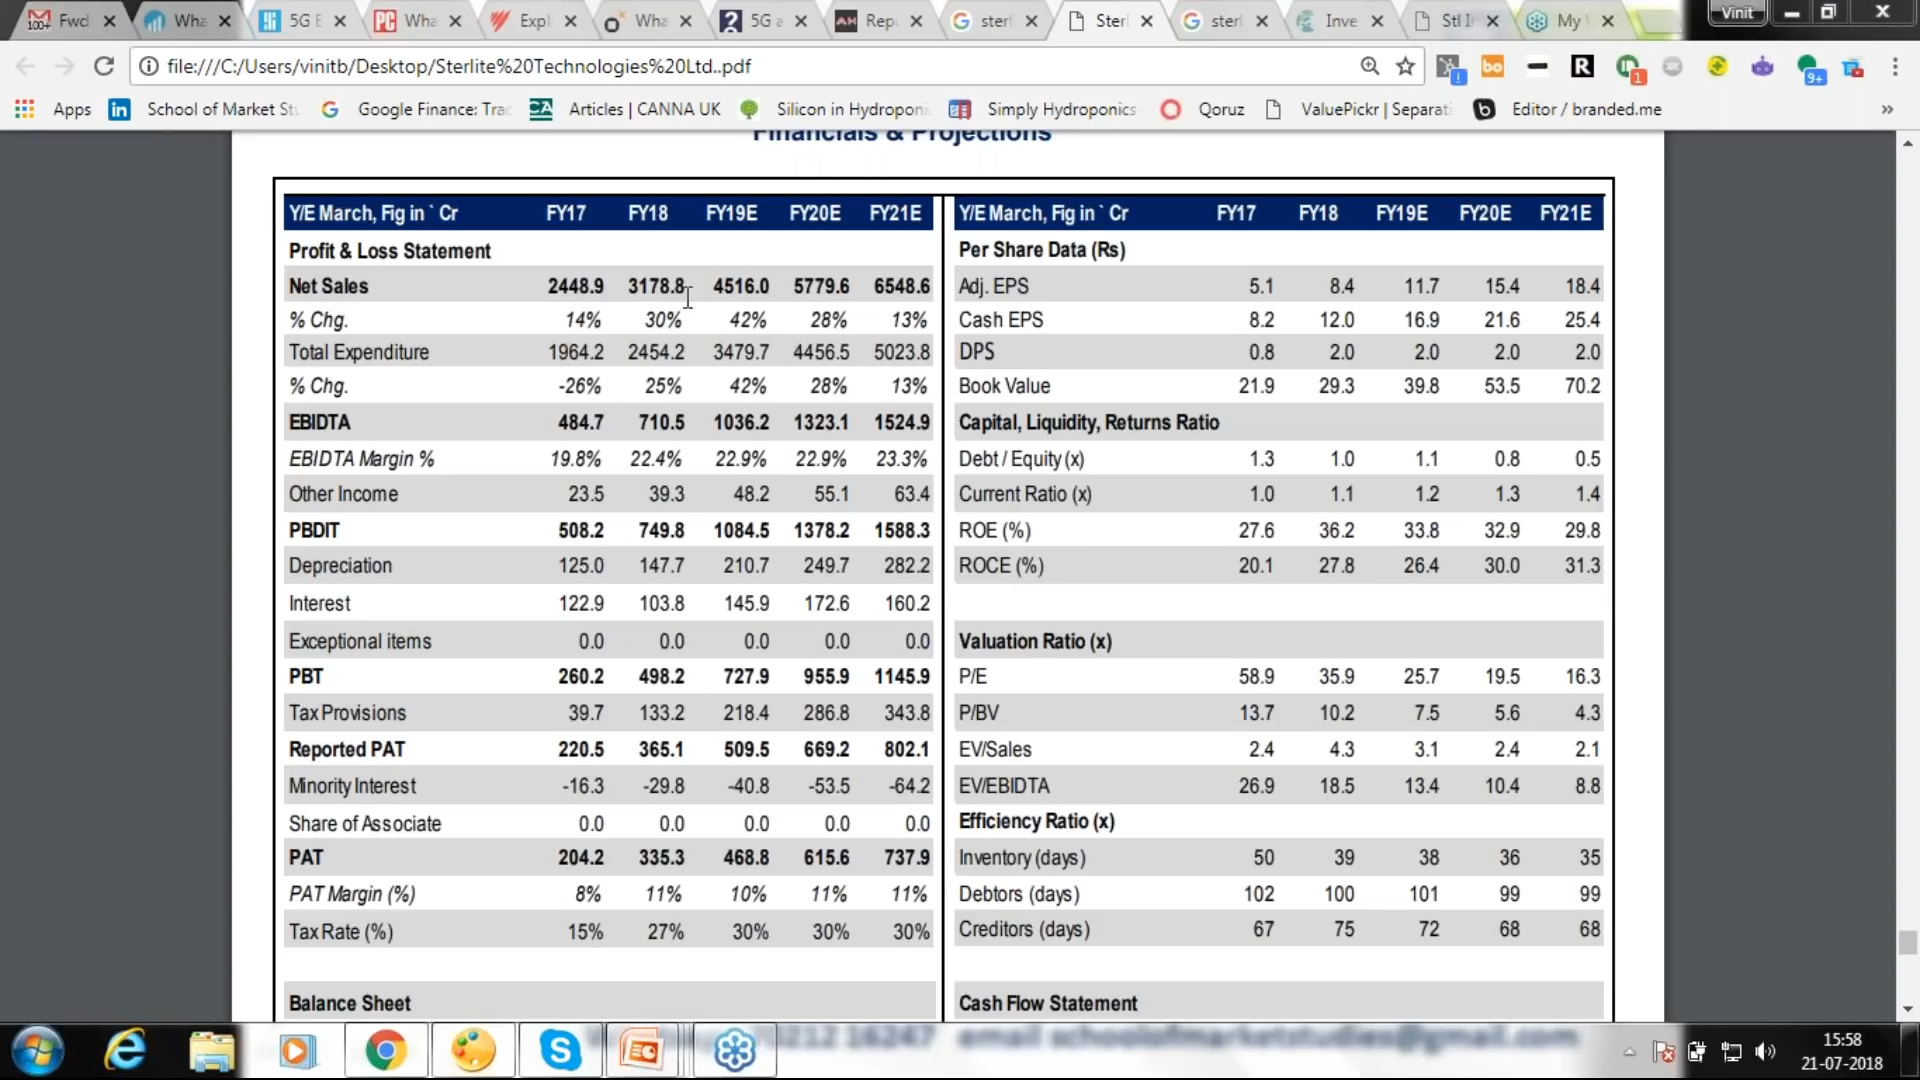 Fwd
Wha
5G E
Wha
Expl
Wha
5G a
Repo
sterl
Sterl
sterl
Inve
Stl I
My
Vinit
file:///C:/Users/vinitb/Desktop/Sterlite%20Technologies%20Ltd..pdf
Apps School of Market Stu Google Finance: Trac Articles | CANNA UK Silicon in Hydroponi Simply Hydroponics Qoruz ValuePickr | Separati Editor / branded.me »
Financials & Projections
Y/E March, Fig in ` Cr FY17 FY18 FY19E FY20E FY21E
Profit & Loss Statement
Net Sales 2448.9 3178.8 4516.0 5779.6 6548.6
% Chg. 14% 30% 42% 28% 13%
Total Expenditure 1964.2 2454.2 3479.7 4456.5 5023.8
% Chg. -26% 25% 42% 28% 13%
EBIDTA 484.7 710.5 1036.2 1323.1 1524.9
EBIDTA Margin % 19.8% 22.4% 22.9% 22.9% 23.3%
Other Income 23.5 39.3 48.2 55.1 63.4
PBDIT 508.2 749.8 1084.5 1378.2 1588.3
Depreciation 125.0 147.7 210.7 249.7 282.2
Interest 122.9 103.8 145.9 172.6 160.2
Exceptional items 0.0 0.0 0.0 0.0 0.0
PBT 260.2 498.2 727.9 955.9 1145.9
Tax Provisions 39.7 133.2 218.4 286.8 343.8
Reported PAT 220.5 365.1 509.5 669.2 802.1
Minority Interest -16.3 -29.8 -40.8 -53.5 -64.2
Share of Associate 0.0 0.0 0.0 0.0 0.0
PAT 204.2 335.3 468.8 615.6 737.9
PAT Margin (%) 8% 11% 10% 11% 11%
Tax Rate (%) 15% 27% 30% 30% 30%
Balance Sheet
Y/E March, Fig in ` Cr FY17 FY18 FY19E FY20E FY21E
Per Share Data (Rs)
Adj. EPS 5.1 8.4 11.7 15.4 18.4
Cash EPS 8.2 12.0 16.9 21.6 25.4
DPS 0.8 2.0 2.0 2.0 2.0
Book Value 21.9 29.3 39.8 53.5 70.2
Capital, Liquidity, Returns Ratio
Debt / Equity (x) 1.3 1.0 1.1 0.8 0.5
Current Ratio (x) 1.0 1.1 1.2 1.3 1.4
ROE (%) 27.6 36.2 33.8 32.9 29.8
ROCE (%) 20.1 27.8 26.4 30.0 31.3
Valuation Ratio (x)
P/E 58.9 35.9 25.7 19.5 16.3
P/BV 13.7 10.2 7.5 5.6 4.3
EV/Sales 2.4 4.3 3.1 2.4 2.1
EV/EBIDTA 26.9 18.5 13.4 10.4 8.8
Efficiency Ratio (x)
Inventory (days) 50 39 38 36 35
Debtors (days) 102 100 101 99 99
Creditors (days) 67 75 72 68 68
Cash Flow Statement
16247 email schoolofmarketstudies@gmail.com
15:58
21-07-2018